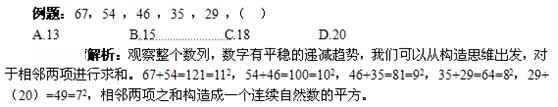 例题：67，54 ，46 ，35 ，29 ，（ ）
A.13 B.15....................C.18 D.20
解析：观察整个数列，数字有平稳的递减趋势，我们可以从构造思维出发，对
于相邻两项进行求和。67+54=121=11²，54+46=100=10²，46+35=81=9²，35+29=64=8²，29+
（20）=49=7²，相邻两项之和构造成一个连续自然数的平方。